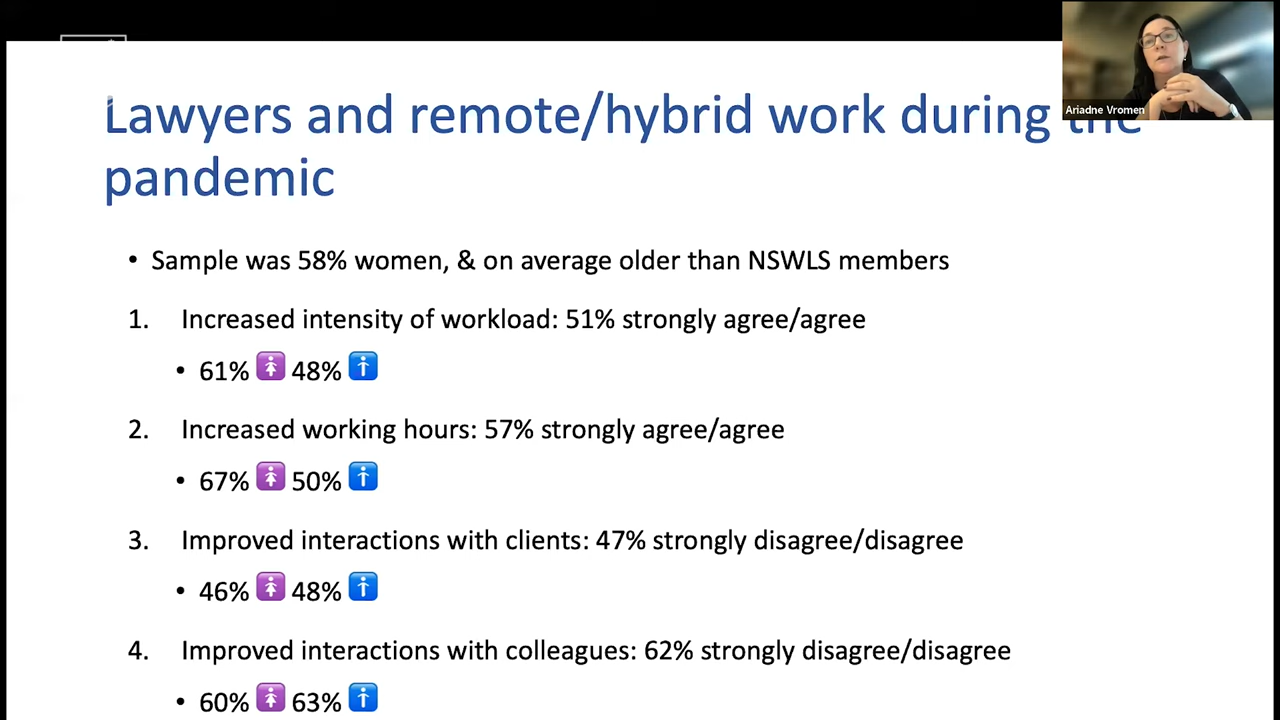 Lawyers and remote/hybrid work during the
pandemic
Ariadne Vromen
• Sample was 58% women, & on average older than NSWLS members
1. Increased intensity of workload: 51% strongly agree/agree
• 61% 🚺 48% 🚹
2. Increased working hours: 57% strongly agree/agree
• 67% 🚺 50% 🚹
3. Improved interactions with clients: 47% strongly disagree/disagree
• 46% 🚺 48% 🚹
4. Improved interactions with colleagues: 62% strongly disagree/disagree
• 60% 🚺 63% 🚹